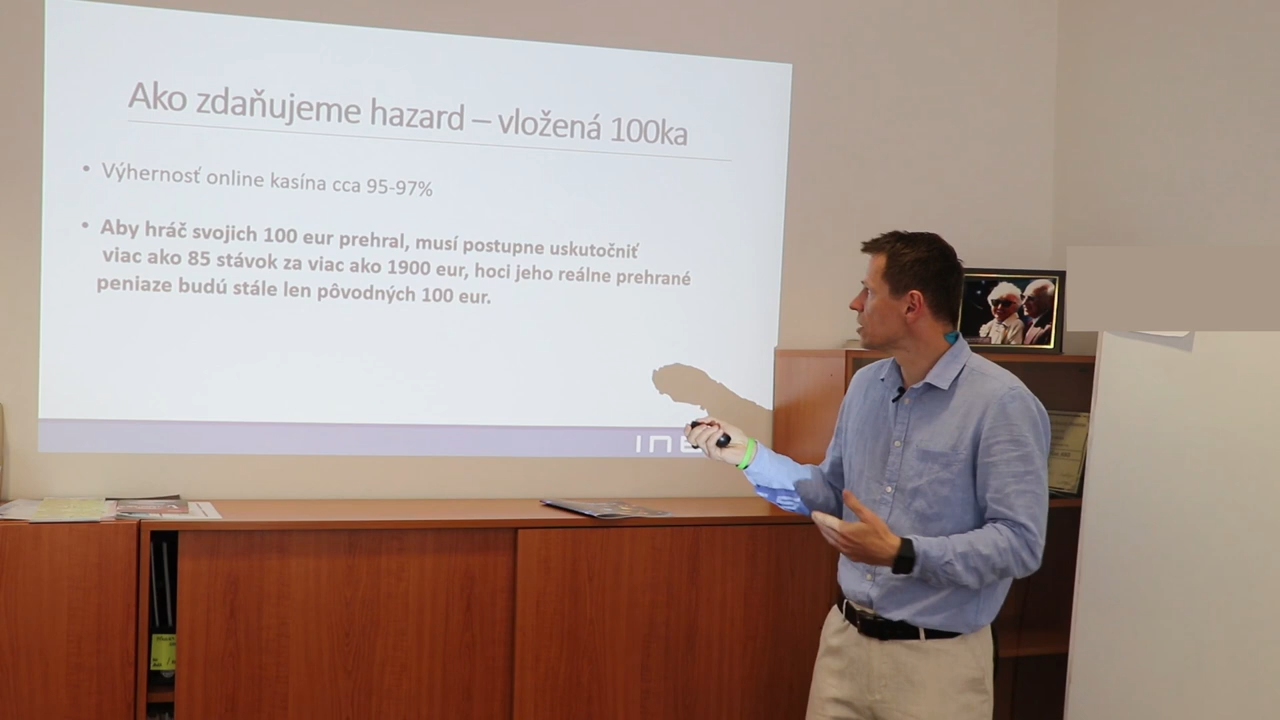 Ako zdaňujeme hazard – vložená 100ka
• Výhernosť online kasína cca 95-97%
• Aby hráč svojich 100 eur prehral, musí postupne uskutočniť
viac ako 85 stávok za viac ako 1900 eur, hoci jeho reálne prehrané
peniaze budú stále len pôvodných 100 eur.